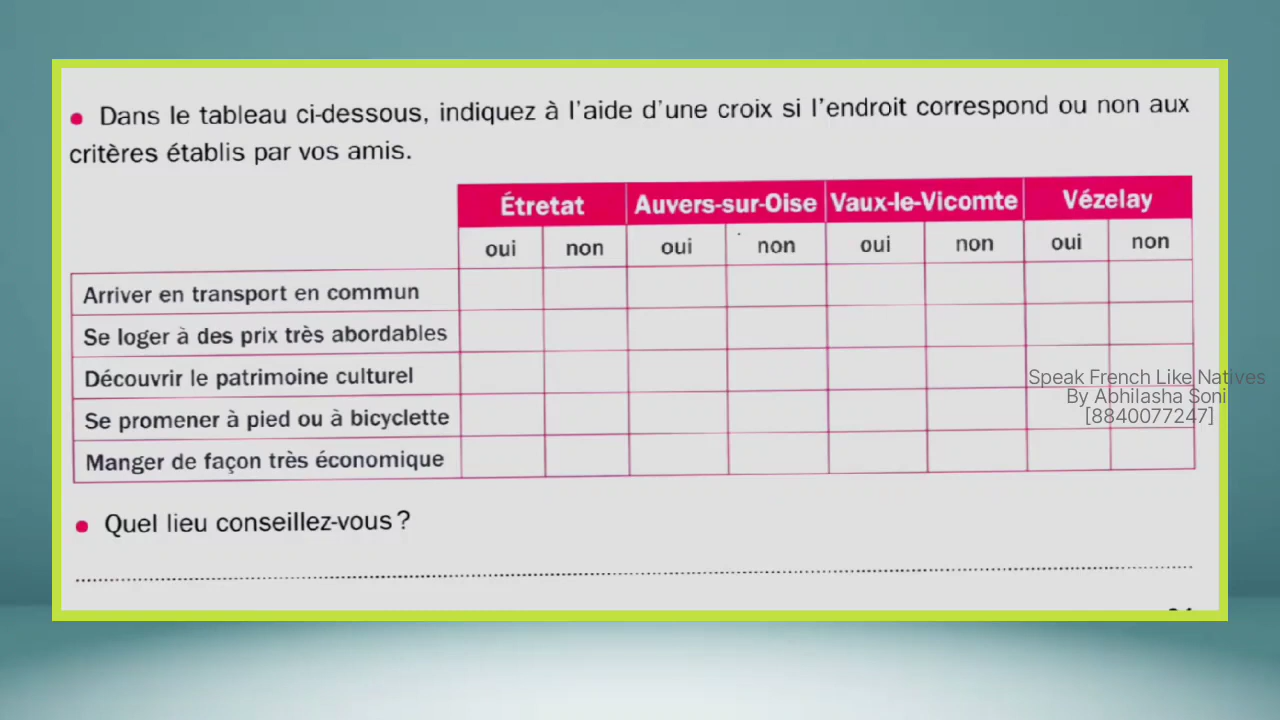 • Dans le tableau ci-dessous, indiquez à l'aide d'une croix si l'endroit correspond ou non aux
critères établis par vos amis.
Étretat Auvers-sur-Oise Vaux-le-Vicomte Vézelay
oui non oui non oui non oui non
Arriver en transport en commun
Se loger à des prix très abordables
Découvrir le patrimoine culturel
Se promener à pied ou à bicyclette
Manger de façon très économique
Speak French Like Natives
By Abhilasha Soni
[8840077247]
• Quel lieu conseillez-vous ?